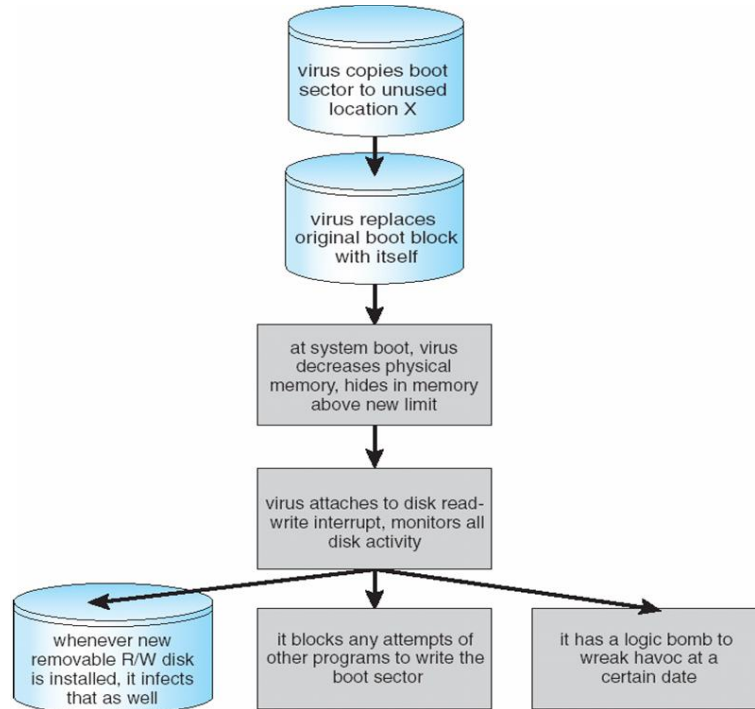 virus copies boot
sector to unused
location X
virus replaces
original boot block
with itself
at system boot, virus
decreases physical
memory, hides in memory
above new limit
virus attaches to disk read-
write interrupt, monitors all
disk activity
whenever new
removable R/W disk
is installed, it infects
that as well
it blocks any attempts of
other programs to write the
boot sector
it has a logic bomb to
wreak havoc at a
certain date